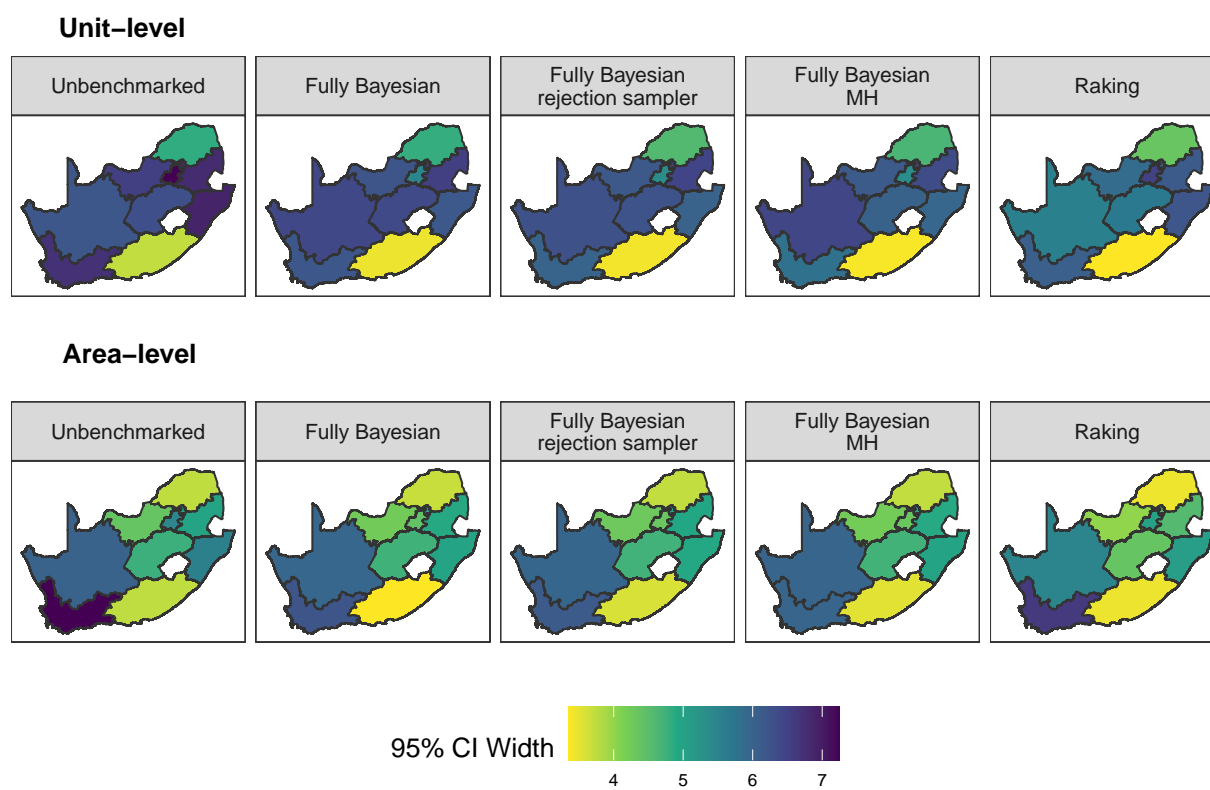 Unit−level
Unbenchmarked
Fully Bayesian
Fully Bayesian
rejection sampler
Fully Bayesian
MH
Raking
Area−level
Unbenchmarked
Fully Bayesian
Fully Bayesian
rejection sampler
Fully Bayesian
MH
Raking
95% CI Width
4 5 6 7